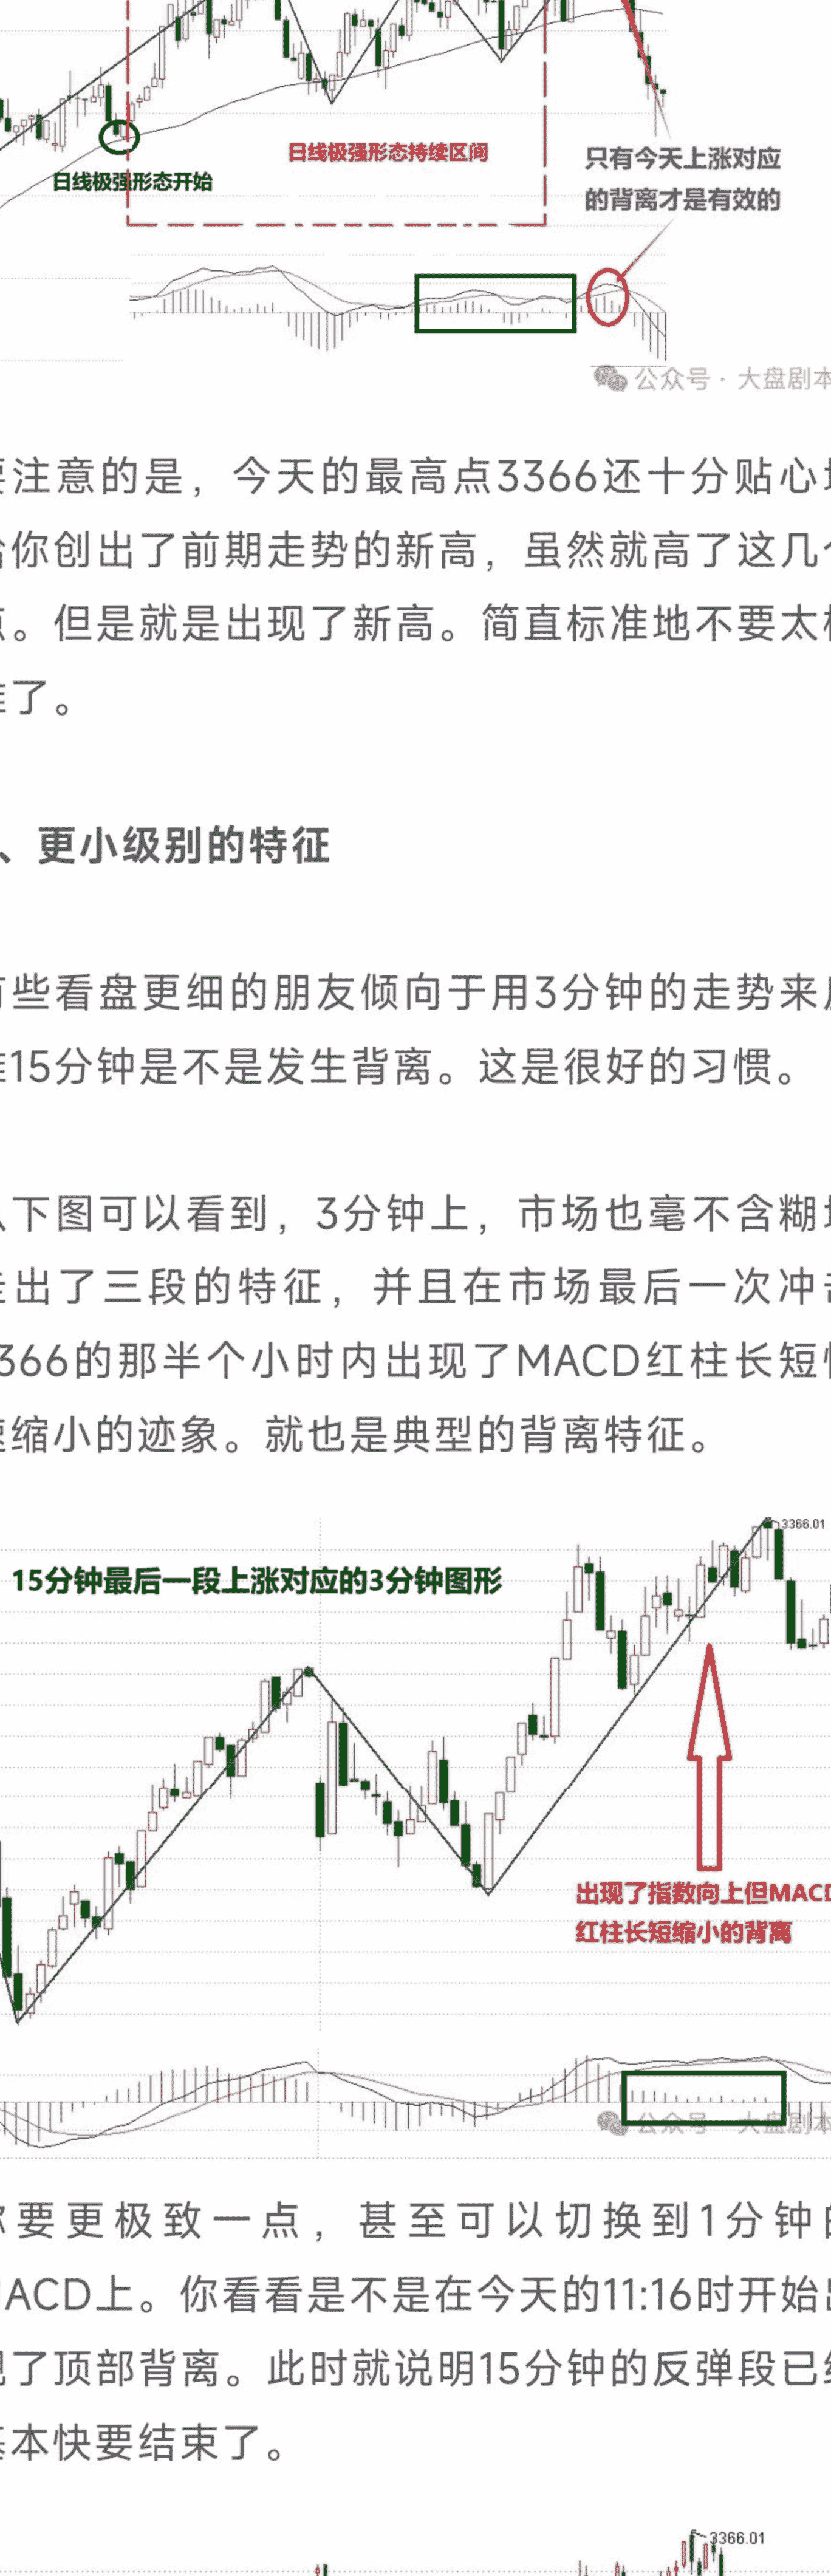 日线极强形态持续区间
只有今天上涨对应
的背离才是有效的
日线极强形态开始
公众号 · 大盘剧本
注意的是，今天的最高点3366还十分贴心
你创出了前期走势的新高，虽然就高了这几
。但是就是出现了新高。简直标准地不要太
了。
、更小级别的特征
些看盘更细的朋友倾向于用3分钟的走势来
15分钟是不是发生背离。这是很好的习惯。
下图可以看到，3分钟上，市场也毫不含糊
出了三段的特征，并且在市场最后一次冲
366的那半个小时内出现了MACD红柱长短
缩小的迹象。就也是典型的背离特征。
3366.01
15分钟最后一段上涨对应的3分钟图形
出现了指数向上但MACD
红柱长短缩小的背离
公众号 · 大盘剧本
要更极致一点，甚至可以切换到1分钟
ACD上。你看看是不是在今天的11:16时开始
了顶部背离。此时就说明15分钟的反弹段已
本快要结束了。
3366.01